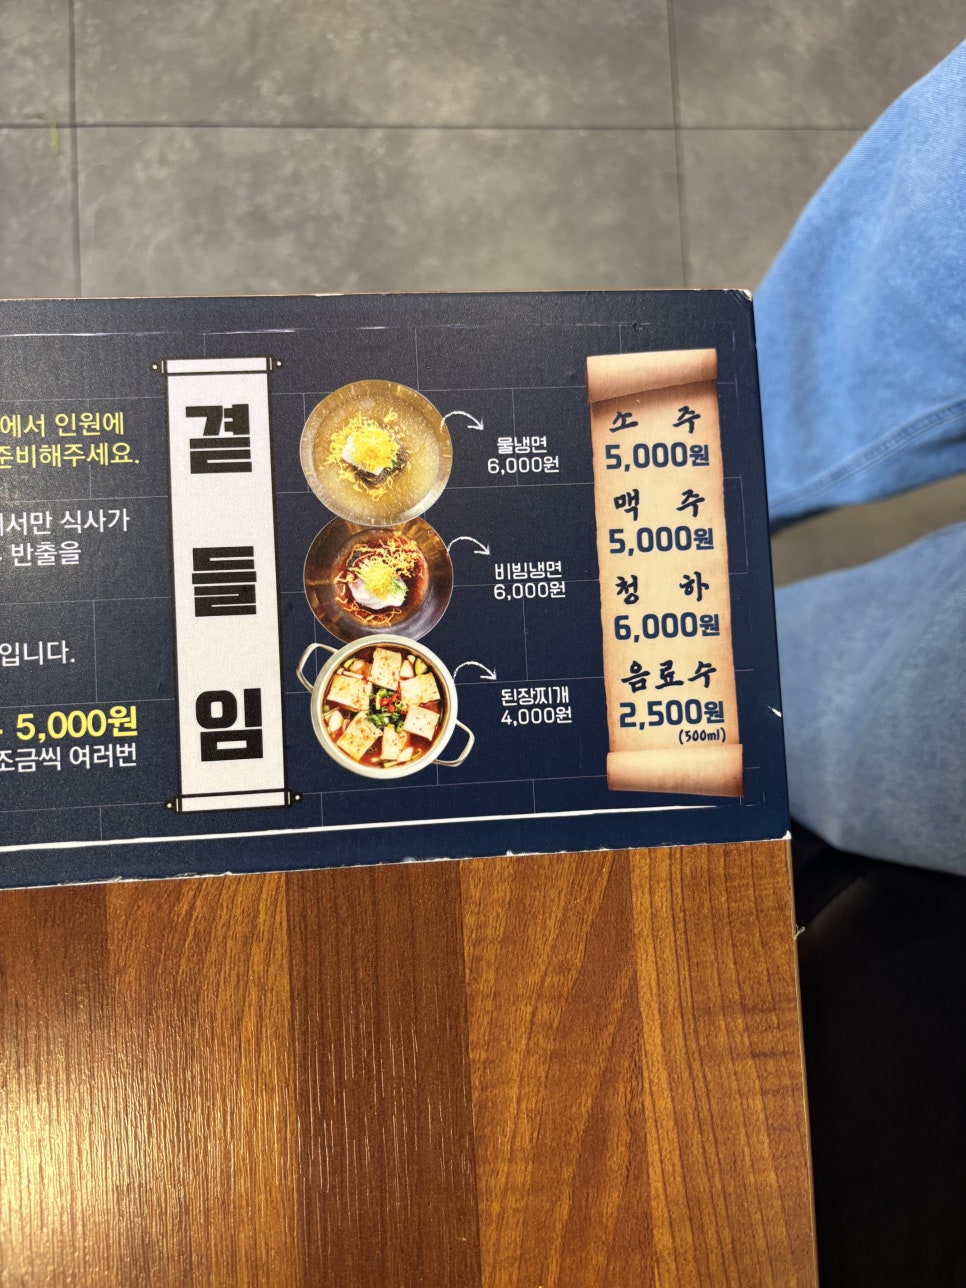 에서 인원에
준비해주세요.
서만 식사가
반출을
입니다.
5,000원
조금씩 여러번
곁
들
임
물냉면
6,000원
비빔냉면
6,000원
된장찌개
4,000원
소 주
5,000원
맥 주
5,000원
청 하
6,000원
음료수
2,500원
(500ml)